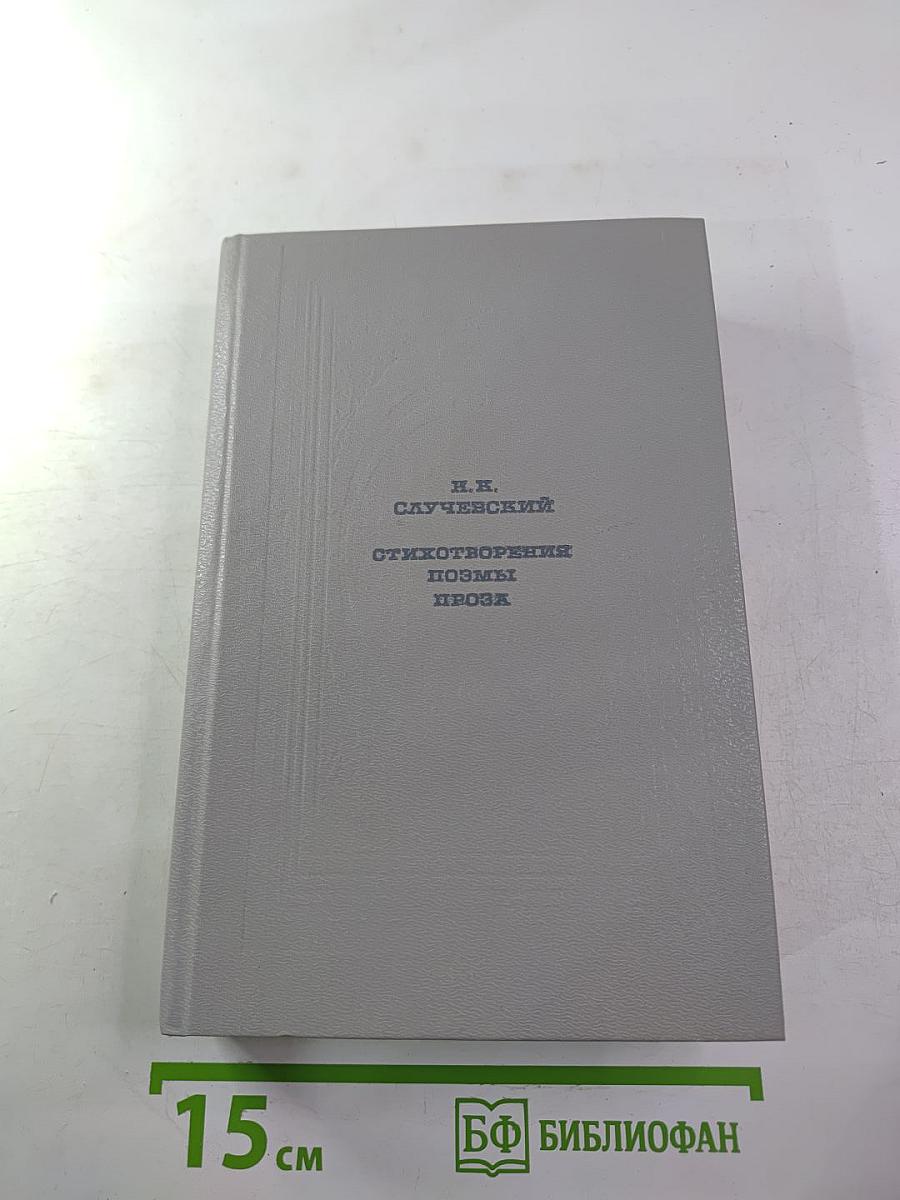 К. К.
СЛУЧЕВСКИЙ
СТИХОТВОРЕНИЯ
ПОЭМЫ
ПРОЗА
15 см
БФ БИБЛИОФАН